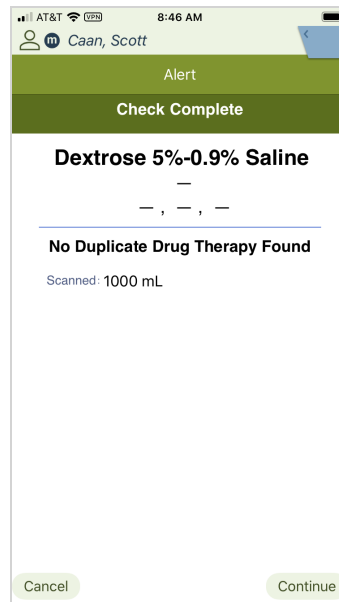 AT&T VPN 8:46 AM
m Caan, Scott
Alert
Check Complete
Dextrose 5%-0.9% Saline
—
— , — , —
No Duplicate Drug Therapy Found
Scanned: 1000 mL
Cancel Continue